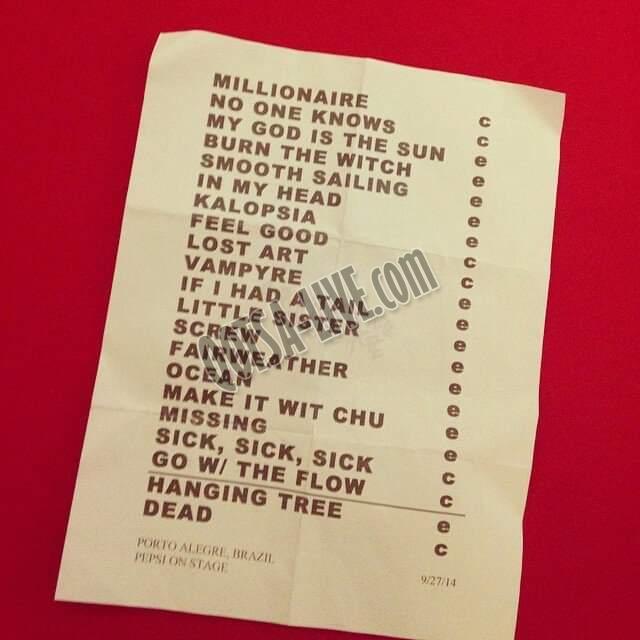 MILLIONAIRE c
NO ONE KNOWS c
MY GOD IS THE SUN e
BURN THE WITCH e
SMOOTH SAILING e
IN MY HEAD e
KALOPSIA e
FEEL GOOD c
LOST ART c
VAMPYRE e
IF I HAD A TAIL e
LITTLE SISTER e
SCREW e
FAIRWEATHER e
OCEAN e
MAKE IT WIT CHU e
MISSING e
SICK, SICK, SICK c
GO W/ THE FLOW c
HANGING TREE e
DEAD c
PORTO ALEGRE, BRAZIL
PEPSI ON STAGE 9/27/14
QOTSA-LIVE.com